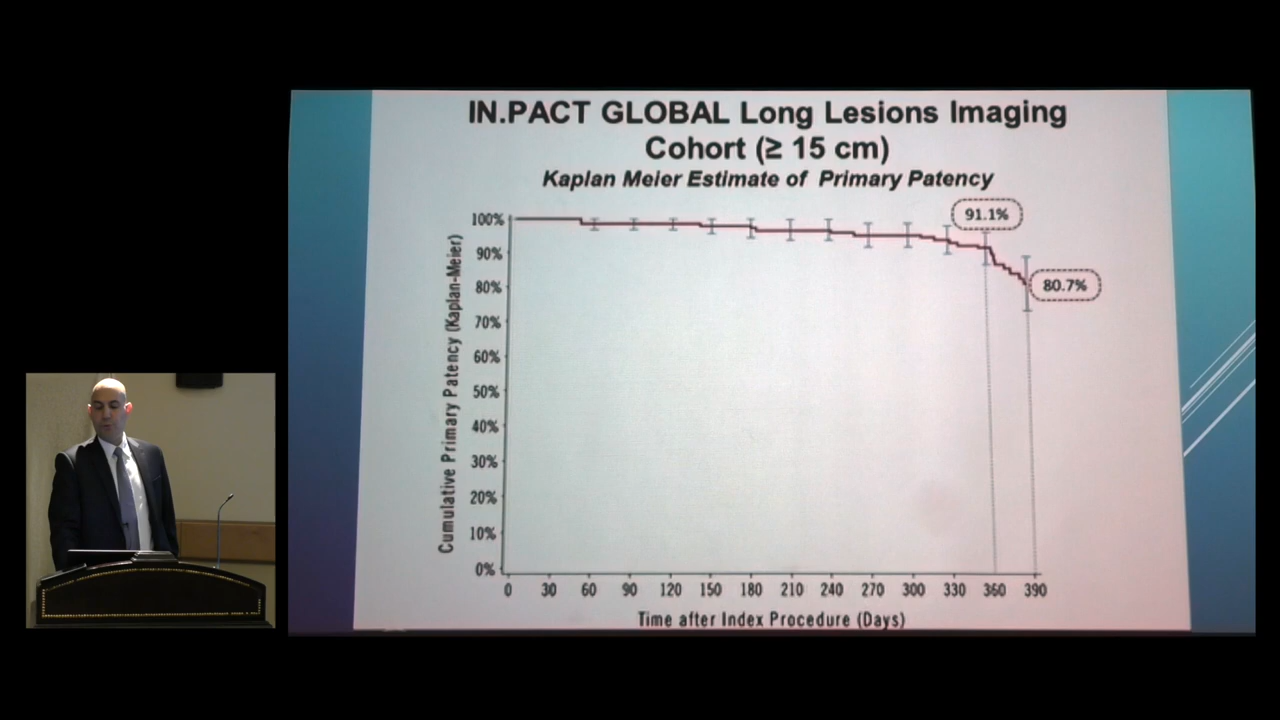 IN.PACT GLOBAL Long Lesions Imaging
Cohort (≥ 15 cm)
Kaplan Meier Estimate of Primary Patency
91.1%
80.7%
Cumulative Primary Patency (Kaplan-Meier)
100%
90%
80%
70%
60%
50%
40%
30%
20%
10%
0%
0 30 60 90 120 150 180 210 240 270 300 330 360 390
Time after Index Procedure (Days)